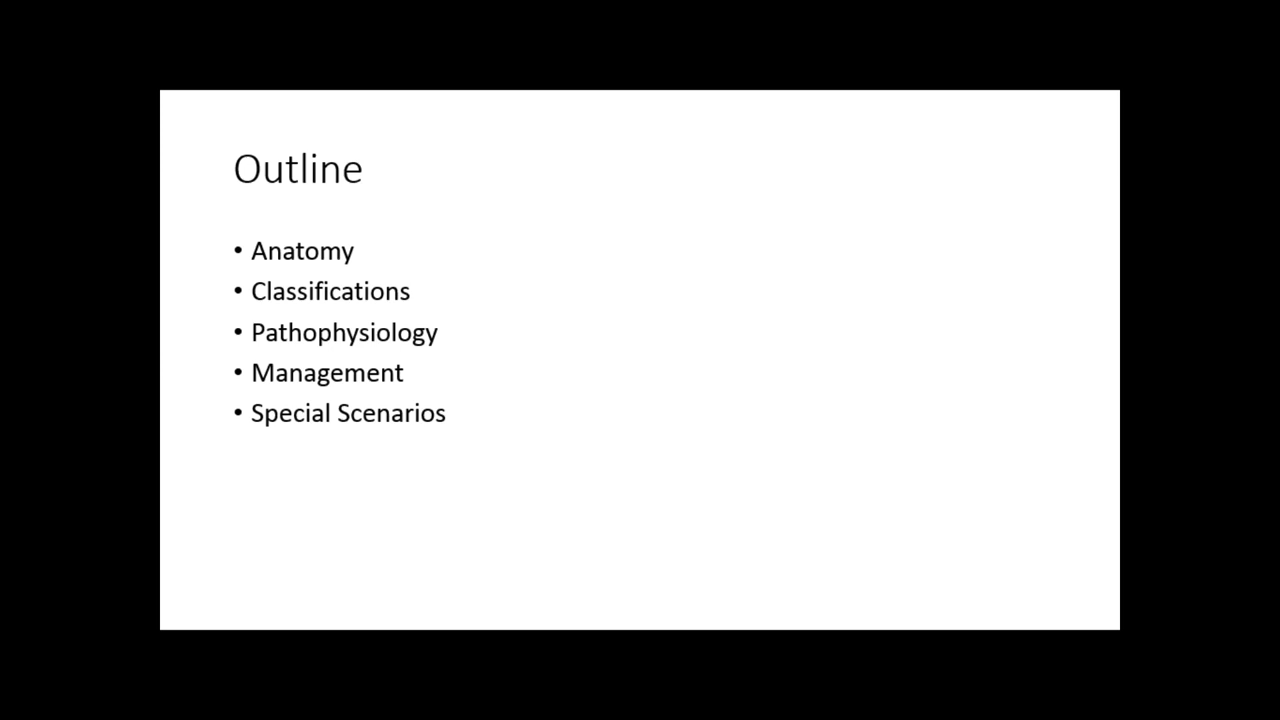 Outline
• Anatomy
• Classifications
• Pathophysiology
• Management
• Special Scenarios